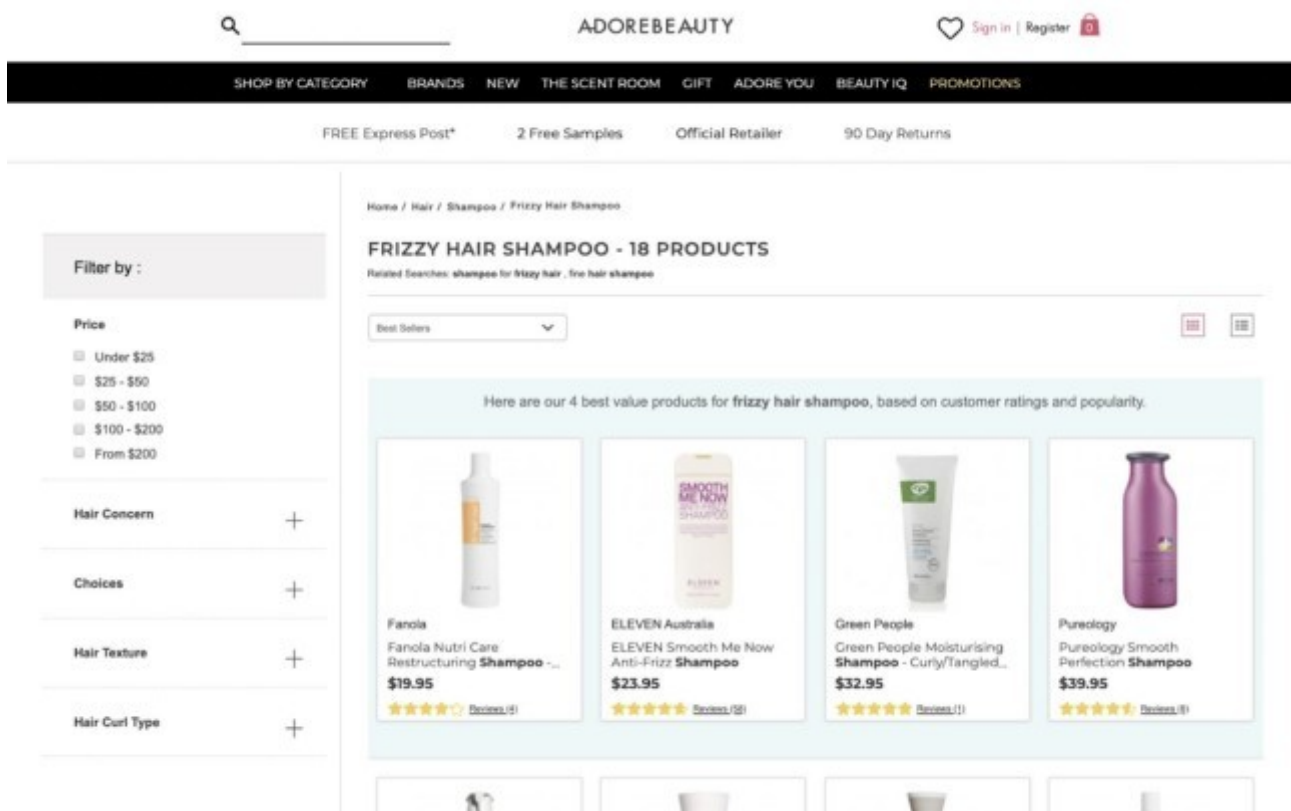 ADOREBEAUTY
Sign in | Register
0
SHOP BY CATEGORY BRANDS NEW THE SCENT ROOM GIFT ADORE YOU BEAUTY IQ PROMOTIONS
FREE Express Post* 2 Free Samples Official Retailer 90 Day Returns
Home / Hair / Shampoo / Frizzy Hair Shampoo
FRIZZY HAIR SHAMPOO - 18 PRODUCTS
Related Searches: shampoo for frizzy hair , fine hair shampoo
Filter by :
Price
Under $25
$25 - $50
$50 - $100
$100 - $200
From $200
Hair Concern
Choices
Hair Texture
Hair Curl Type
Best Sellers
Here are our 4 best value products for frizzy hair shampoo, based on customer ratings and popularity.
SMOOTH
ME NOW
ANTI-FRIZZ
SHAMPOO
ELEVEN
Fanola
Fanola Nutri Care
Restructuring Shampoo -...
$19.95
Reviews (4)
ELEVEN Australia
ELEVEN Smooth Me Now
Anti-Frizz Shampoo
$23.95
Reviews (58)
Green People
Green People Moisturising
Shampoo - Curly/Tangled...
$32.95
Reviews (1)
Pureology
Pureology Smooth
Perfection Shampoo
$39.95